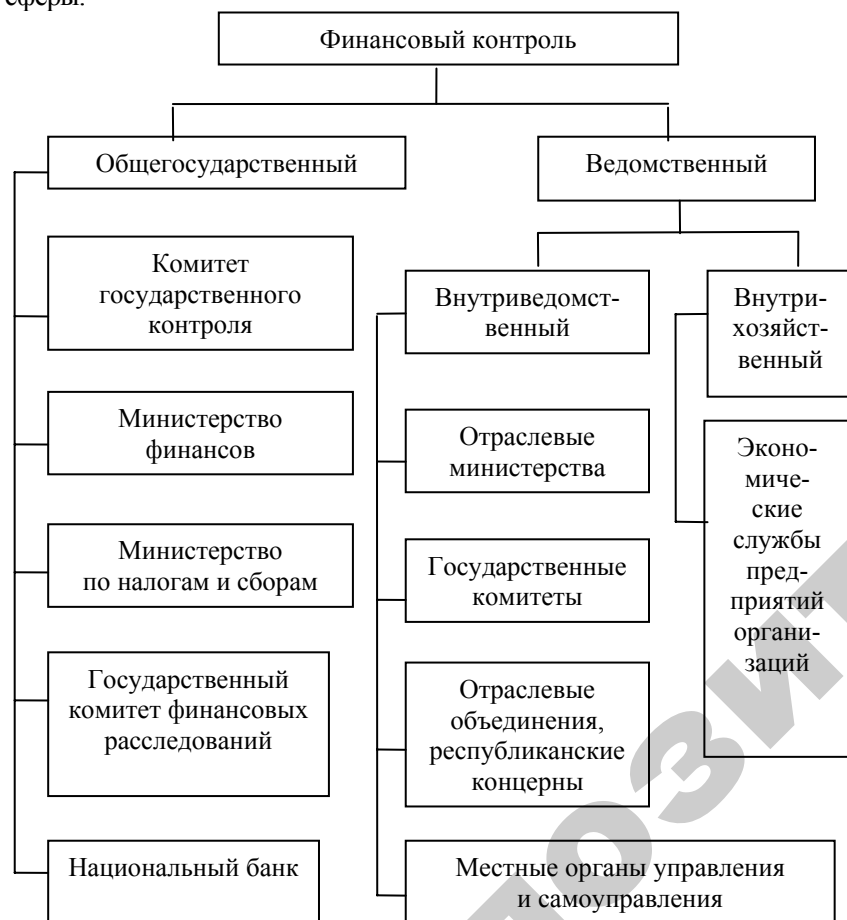 сферы.
Финансовый контроль
Общегосударственный
Ведомственный
Комитет
государственного
контроля
Министерство
финансов
Министерство
по налогам и сборам
Государственный
комитет финансовых
расследований
Национальный банк
Внутриведомст-
венный
Отраслевые
министерства
Государственные
комитеты
Отраслевые
объединения,
республиканские
концерны
Местные органы управления
и самоуправления
Внутри-
хозяйст-
венный
Эконо-
миче-
ские
службы
пред-
приятий
органи-
заций